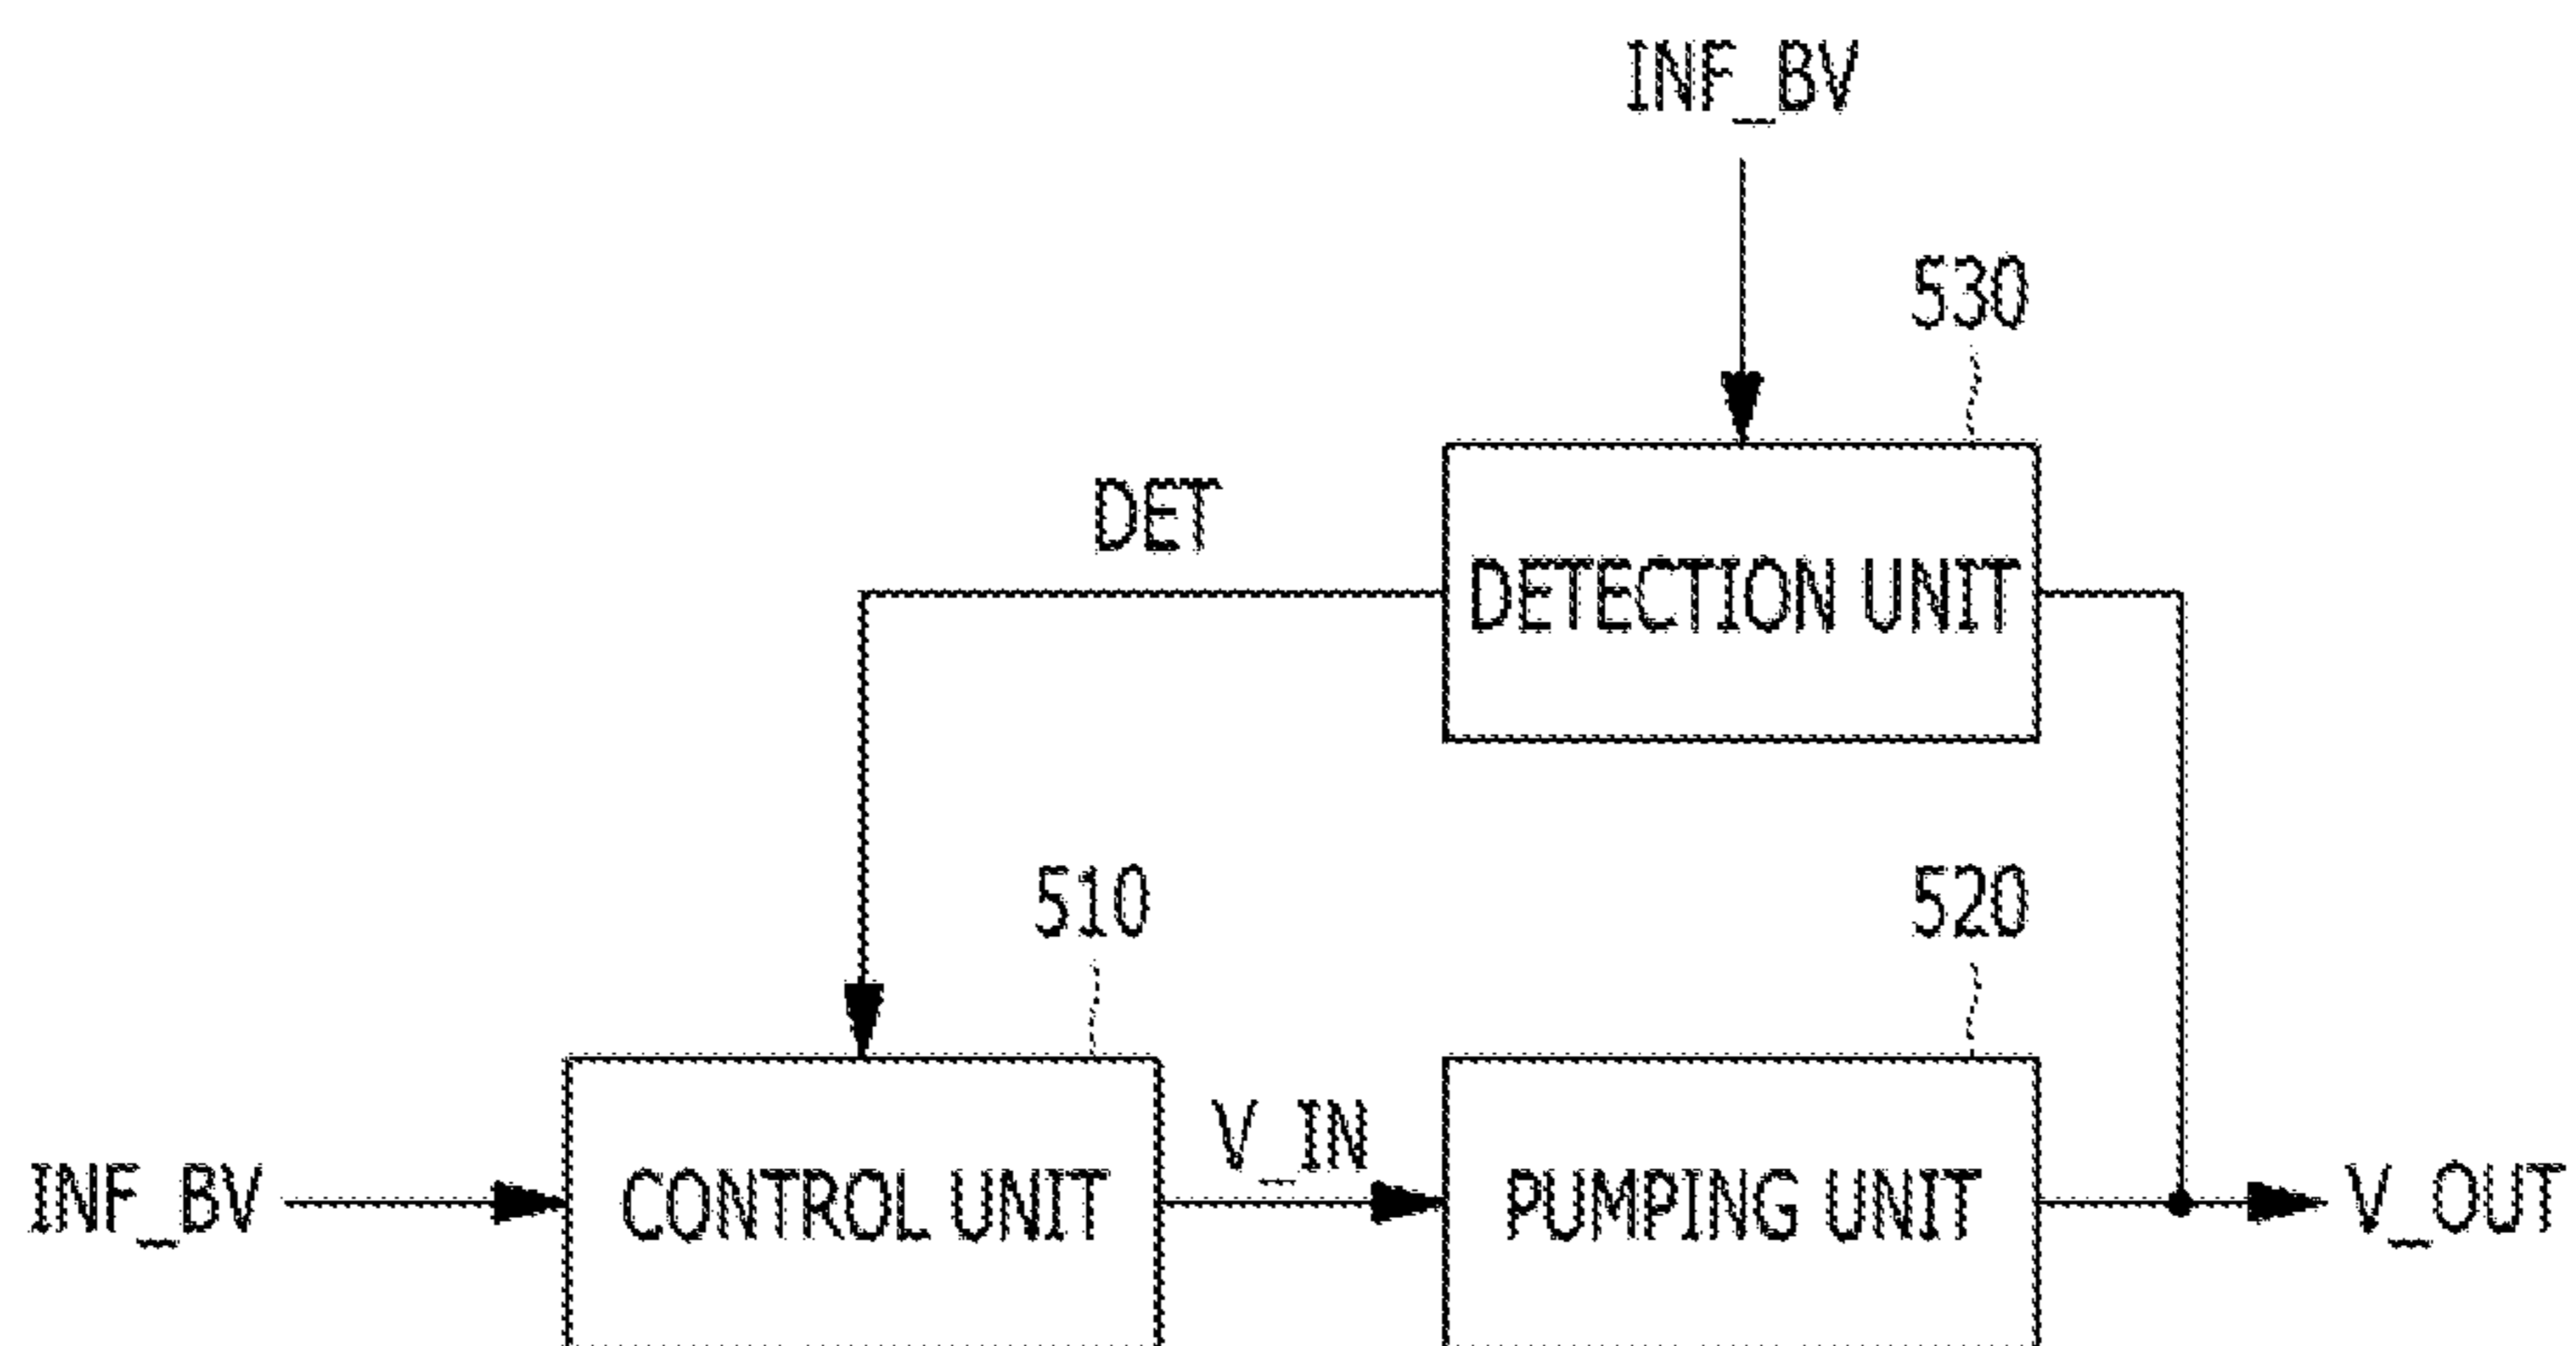 INF_BV
530
DET
DETECTION UNIT
510
520
INF_BV
CONTROL UNIT
V_IN
PUMPING UNIT
V_OUT